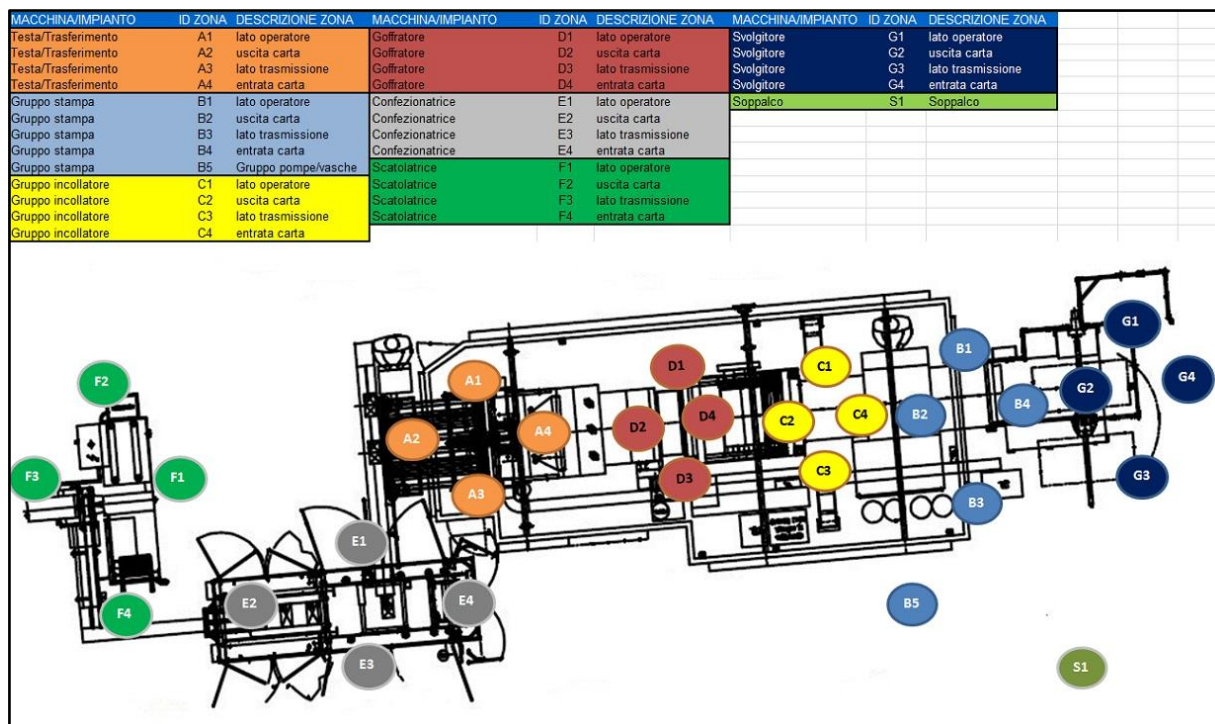 MACCHINA/IMPIANTO ID ZONA DESCRIZIONE ZONA MACCHINA/IMPIANTO ID ZONA DESCRIZIONE ZONA MACCHINA/IMPIANTO ID ZONA DESCRIZIONE ZONA
Testa/Trasferimento A1 lato operatore Goffratore D1 lato operatore Svolgitore G1 lato operatore
Testa/Trasferimento A2 uscita carta Goffratore D2 uscita carta Svolgitore G2 uscita carta
Testa/Trasferimento A3 lato trasmissione Goffratore D3 lato trasmissione Svolgitore G3 lato trasmissione
Testa/Trasferimento A4 entrata carta Goffratore D4 entrata carta Svolgitore G4 entrata carta
Gruppo stampa B1 lato operatore Confezionatrice E1 lato operatore Soppalco S1 Soppalco
Gruppo stampa B2 uscita carta Confezionatrice E2 uscita carta
Gruppo stampa B3 lato trasmissione Confezionatrice E3 lato trasmissione
Gruppo stampa B4 entrata carta Confezionatrice E4 entrata carta
Gruppo stampa B5 Gruppo pompe/vasche Scatolatrice F1 lato operatore
Gruppo incollatore C1 lato operatore Scatolatrice F2 uscita carta
Gruppo incollatore C2 uscita carta Scatolatrice F3 lato trasmissione
Gruppo incollatore C3 lato trasmissione Scatolatrice F4 entrata carta
Gruppo incollatore C4 entrata carta
G1
B1
D1 C1
F2 A1 G4
G2
B4
A2 A4 D2 D4 C2 C4 B2
F3 F1 A3 D3 C3 B3 G3
E1
F4 E2 E4 B5
E3 S1